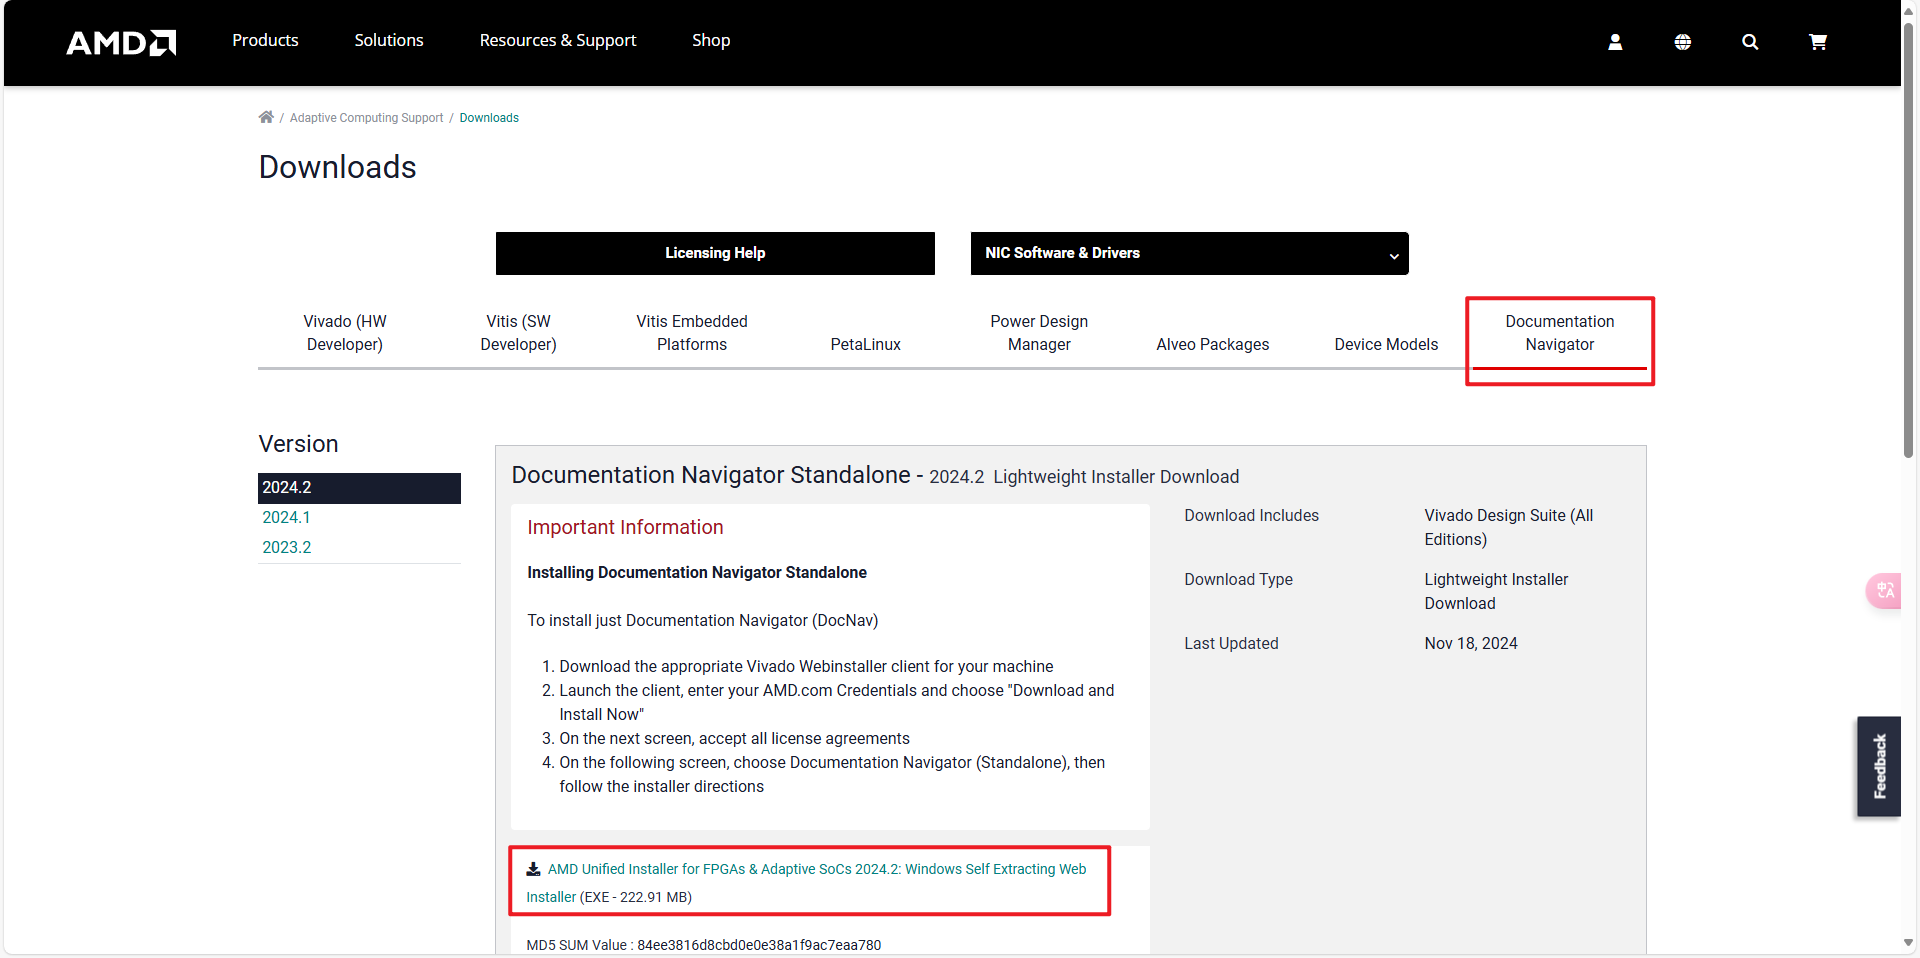 AMD
Products
Solutions
Resources & Support
Shop
/ Adaptive Computing Support / Downloads
Downloads
Licensing Help
NIC Software & Drivers
Vivado (HW
Developer)
Vitis (SW
Developer)
Vitis Embedded
Platforms
PetaLinux
Power Design
Manager
Alveo Packages
Device Models
Documentation
Navigator
Version
2024.2
2024.1
2023.2
Documentation Navigator Standalone - 2024.2 Lightweight Installer Download
Important Information
Installing Documentation Navigator Standalone
To install just Documentation Navigator (DocNav)
1. Download the appropriate Vivado Webinstaller client for your machine
2. Launch the client, enter your AMD.com Credentials and choose "Download and
Install Now"
3. On the next screen, accept all license agreements
4. On the following screen, choose Documentation Navigator (Standalone), then
follow the installer directions
AMD Unified Installer for FPGAs & Adaptive SoCs 2024.2: Windows Self Extracting Web
Installer (EXE - 222.91 MB)
MD5 SUM Value : 84ee3816d8cbd0e0e38a1f9ac7eaa780
Download Includes
Vivado Design Suite (All
Editions)
Download Type
Lightweight Installer
Download
Last Updated
Nov 18, 2024
中A
Feedback